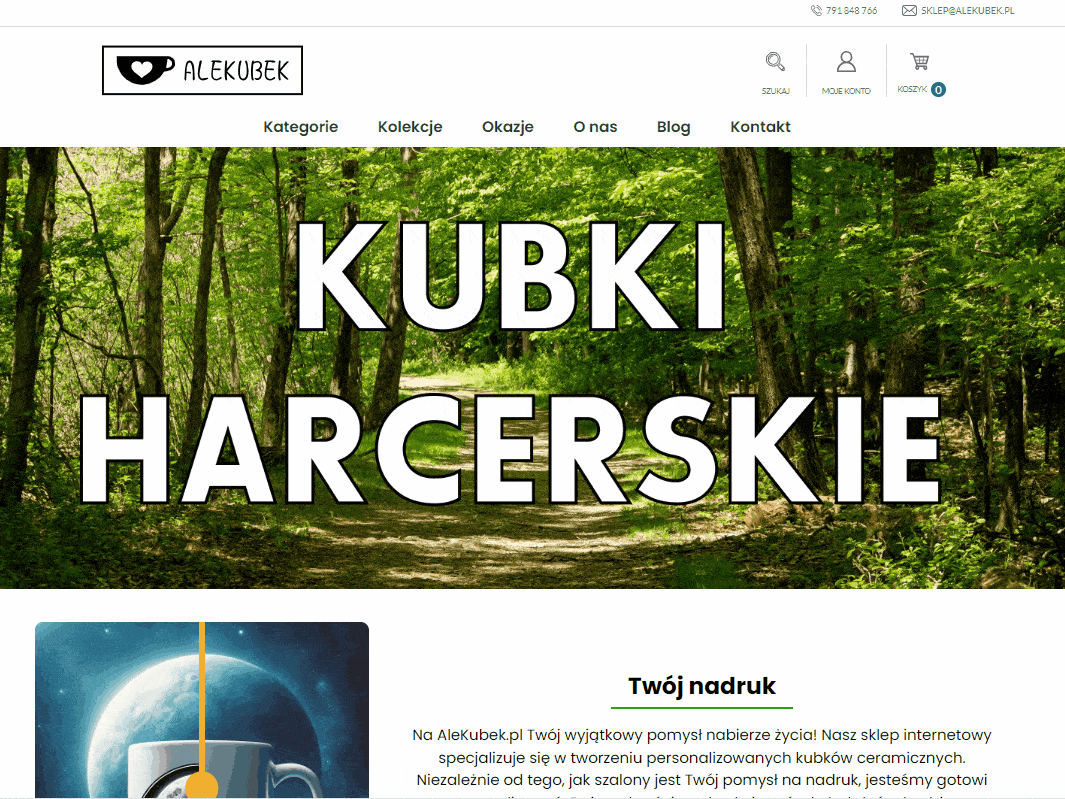 791 848 766 SKLEP@ALEKUBEK.PL
ALEKUBEK
SZUKAJ MOJE KONTO KOSZYK 0
Kategorie Kolekcje Okazje O nas Blog Kontakt
KUBKI
HARCERSKIE
Twój nadruk
Na AleKubek.pl Twój wyjątkowy pomysł nabierze życia! Nasz sklep internetowy
specjalizuje się w tworzeniu personalizowanych kubków ceramicznych.
Niezależnie od tego, jak szalony jest Twój pomysł na nadruk, jesteśmy gotowi